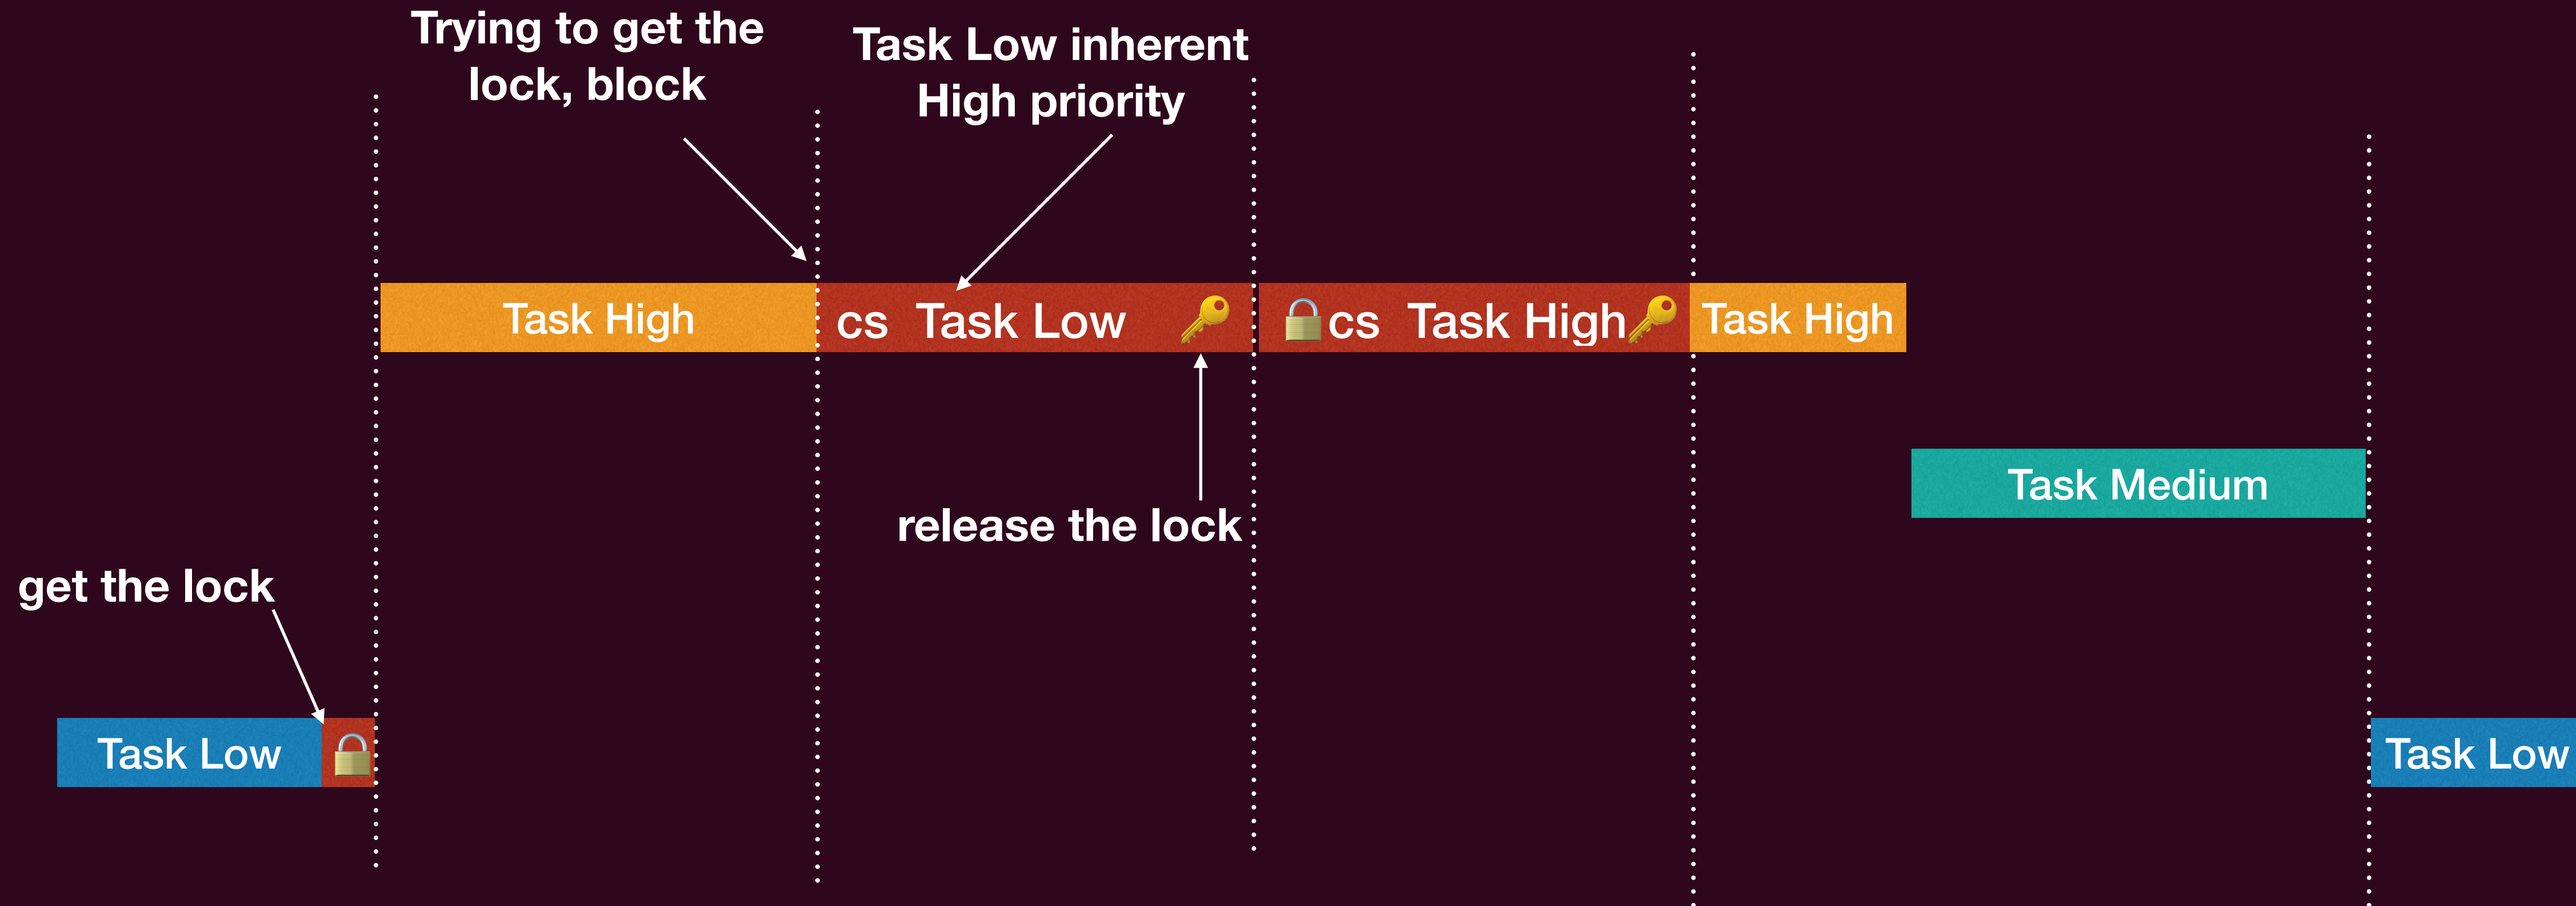 Trying to get the
lock, block
Task Low inherent
High priority
Task High
cs Task Low 🔑
🔒cs Task High🔑
Task High
Task Medium
release the lock
get the lock
Task Low
🔒
Task Low